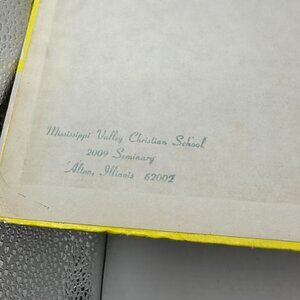 Mississippi Valley Christian School
2009 Seminary
Alton, Illinois 62002